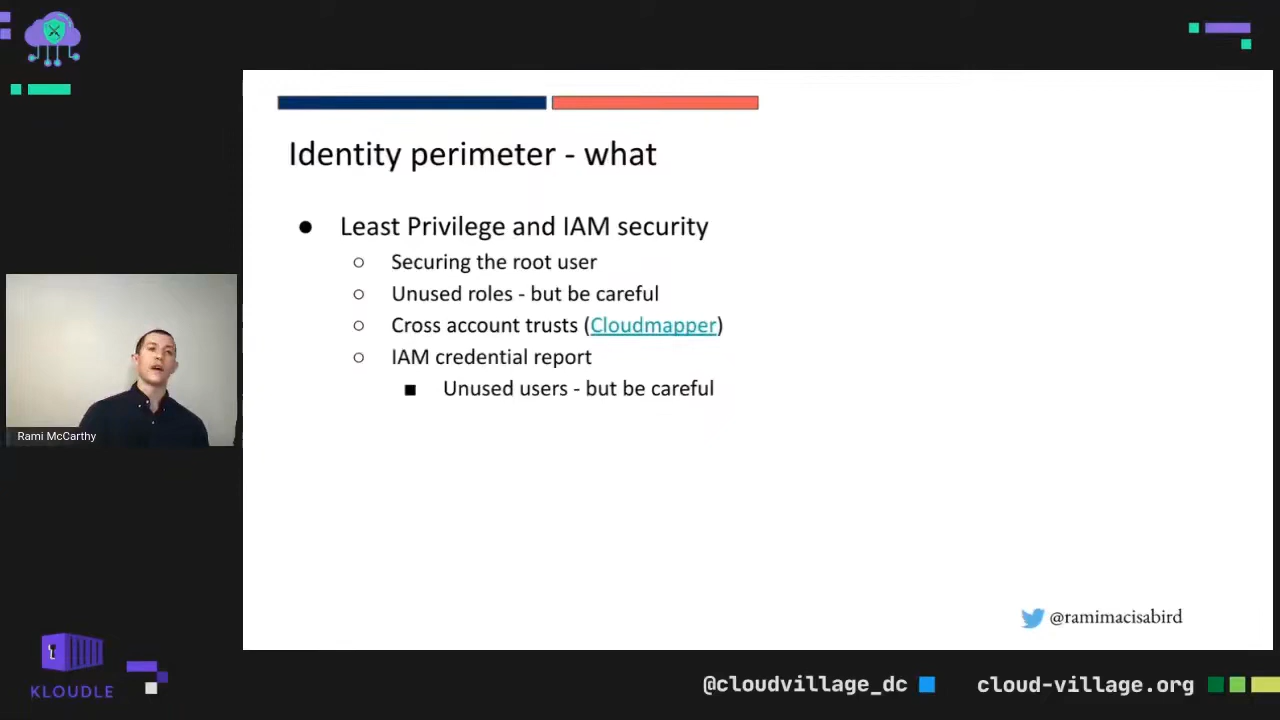 Identity perimeter - what
● Least Privilege and IAM security
○ Securing the root user
○ Unused roles - but be careful
○ Cross account trusts (Cloudmapper)
○ IAM credential report
■ Unused users - but be careful
Rami McCarthy
@ramimacisabird
KLOUDLE
@cloudvillage_dc
cloud-village.org